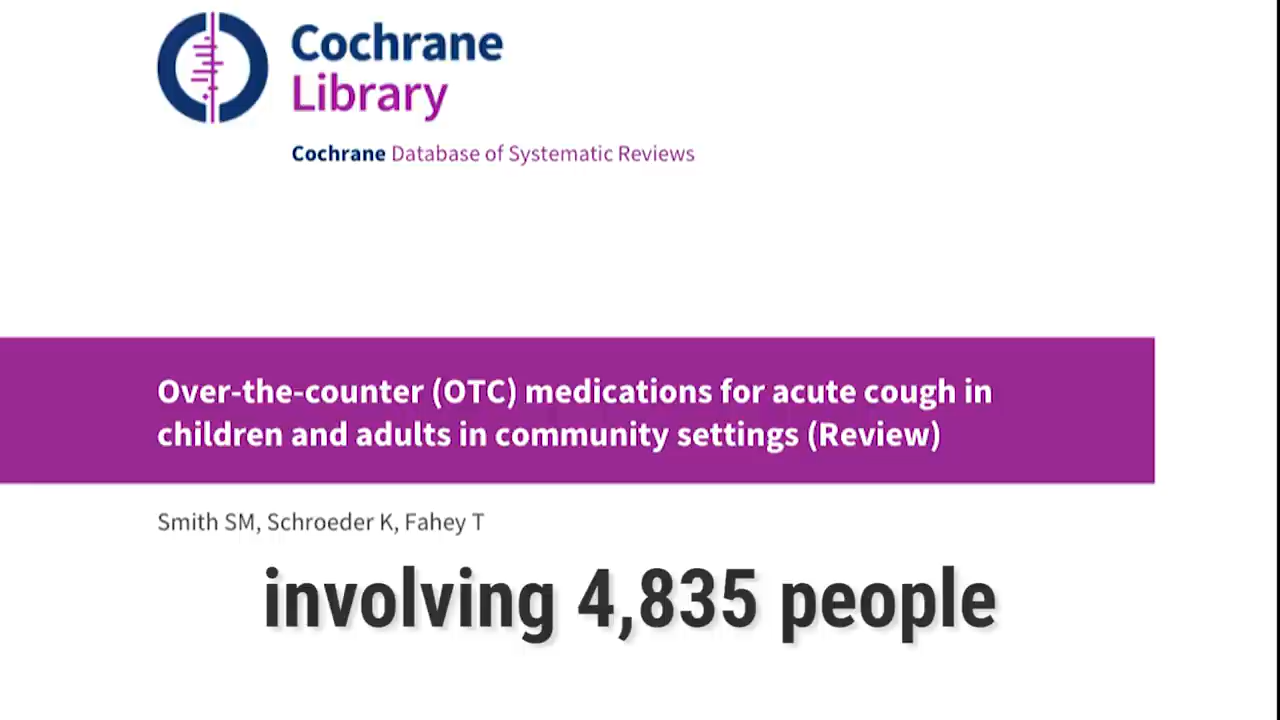 Cochrane
Library
Cochrane Database of Systematic Reviews
Over-the-counter (OTC) medications for acute cough in
children and adults in community settings (Review)
Smith SM, Schroeder K, Fahey T
involving 4,835 people